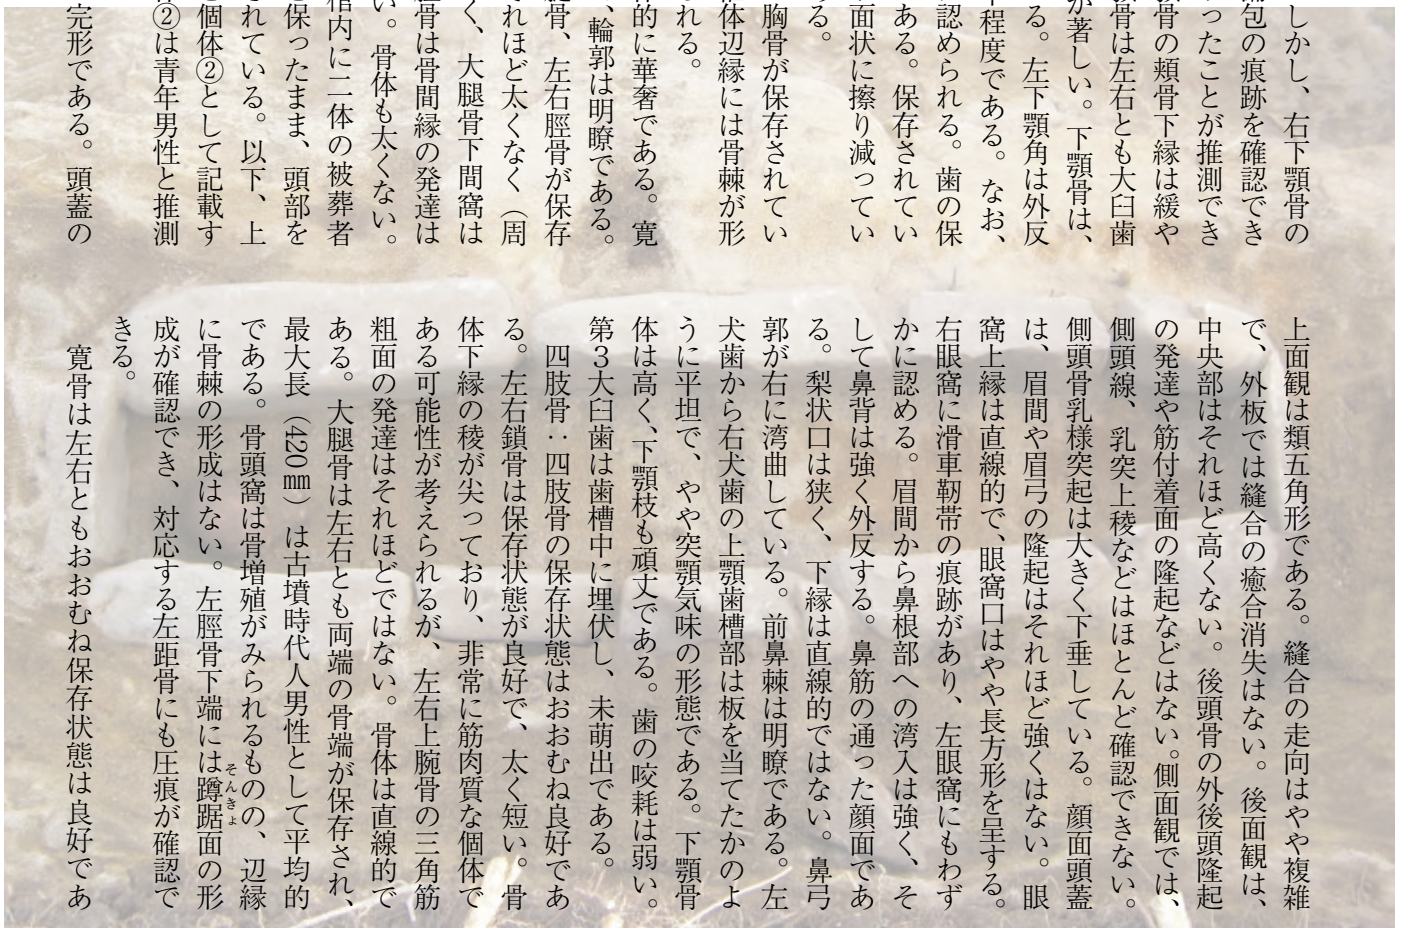 しかし、右下顎骨の
包の痕跡を確認でき
ったことが推測でき
骨の頬骨下縁は緩や
骨は左右とも大臼歯
が著しい。下顎骨は、
る。左下顎角は外反
程度である。なお、
認められる。歯の保
ある。保存されてい
面状に擦り減ってい
る。
胸骨が保存されてい
体辺縁には骨棘が形
れる。
的に華奢である。寛
、輪郭は明瞭である。
腿骨、左右脛骨が保存
れほど太くなく(周
く、大腿骨下間窩は
脛骨は骨間縁の発達は
い。骨体も太くない。
棺内に二体の被葬者
保ったまま、頭部を
されている。以下、上
個体②として記載す
②は青年男性と推測
完形である。頭蓋の
上面観は類五角形である。縫合の走向はやや複雑
で、外板では縫合の癒合消失はない。後面観は、
中央部はそれほど高くない。後頭骨の外後頭隆起
の発達や筋付着面の隆起などはない。側面観では、
側頭線、乳突上稜などはほとんど確認できない。
側頭骨乳様突起は大きく下垂している。顔面頭蓋
は、眉間や眉弓の隆起はそれほど強くはない。眼
窩上縁は直線的で、眼窩口はやや長方形を呈する。
右眼窩に滑車靭帯の痕跡があり、左眼窩にもわず
かに認める。眉間から鼻根部への湾入は強く、そ
して鼻背は強く外反する。鼻筋の通った顔面であ
る。梨状口は狭く、下縁は直線的ではない。鼻弓
郭が右に湾曲している。前鼻棘は明瞭である。左
犬歯から右犬歯の上顎歯槽部は板を当てたかのよ
うに平坦で、やや突顎気味の形態である。下顎骨
体は高く、下顎枝も頑丈である。歯の咬耗は弱い。
第3大臼歯は歯槽中に埋伏し、未萌出である。
四肢骨：四肢骨の保存状態はおおむね良好であ
る。左右鎖骨は保存状態が良好で、太く短い。骨
体下縁の稜が尖っており、非常に筋肉質な個体で
ある可能性が考えられるが、左右上腕骨の三角筋
粗面の発達はそれほどではない。骨体は直線的で
ある。大腿骨は左右とも両端の骨端が保存され、
最大長(420㎜)は古墳時代人男性として平均的
である。骨頭窩は骨増殖がみられるものの、辺縁
に骨棘の形成はない。左脛骨下端には蹲踞面の形
そんきょ
成が確認でき、対応する左距骨にも圧痕が確認で
きる。
寛骨は左右ともおおむね保存状態は良好であ